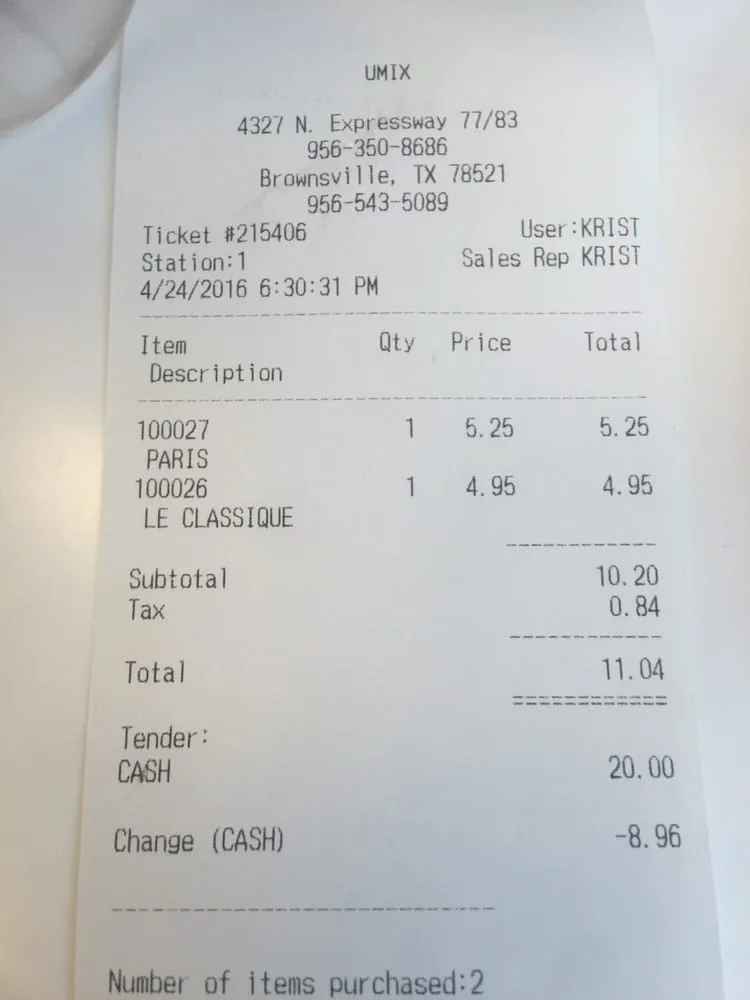 UMIX
4327 N. Expressway 77/83
956-350-8686
Brownsville, TX 78521
956-543-5089
Ticket #215406 User:KRIST
Station:1 Sales Rep KRIST
4/24/2016 6:30:31 PM
Item Qty Price Total
Description
100027 1 5.25 5.25
PARIS
100026 1 4.95 4.95
LE CLASSIQUE
Subtotal 10.20
Tax 0.84
Total 11.04
Tender:
CASH 20.00
Change (CASH) -8.96
Number of items purchased:2